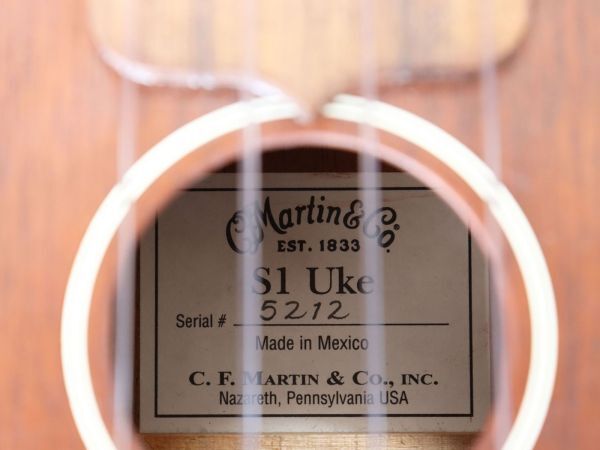 C.F. Martin & Co.
EST. 1833
S1 Uke
Serial # 5212
Made in Mexico
C. F. MARTIN & CO., INC.
Nazareth, Pennsylvania USA